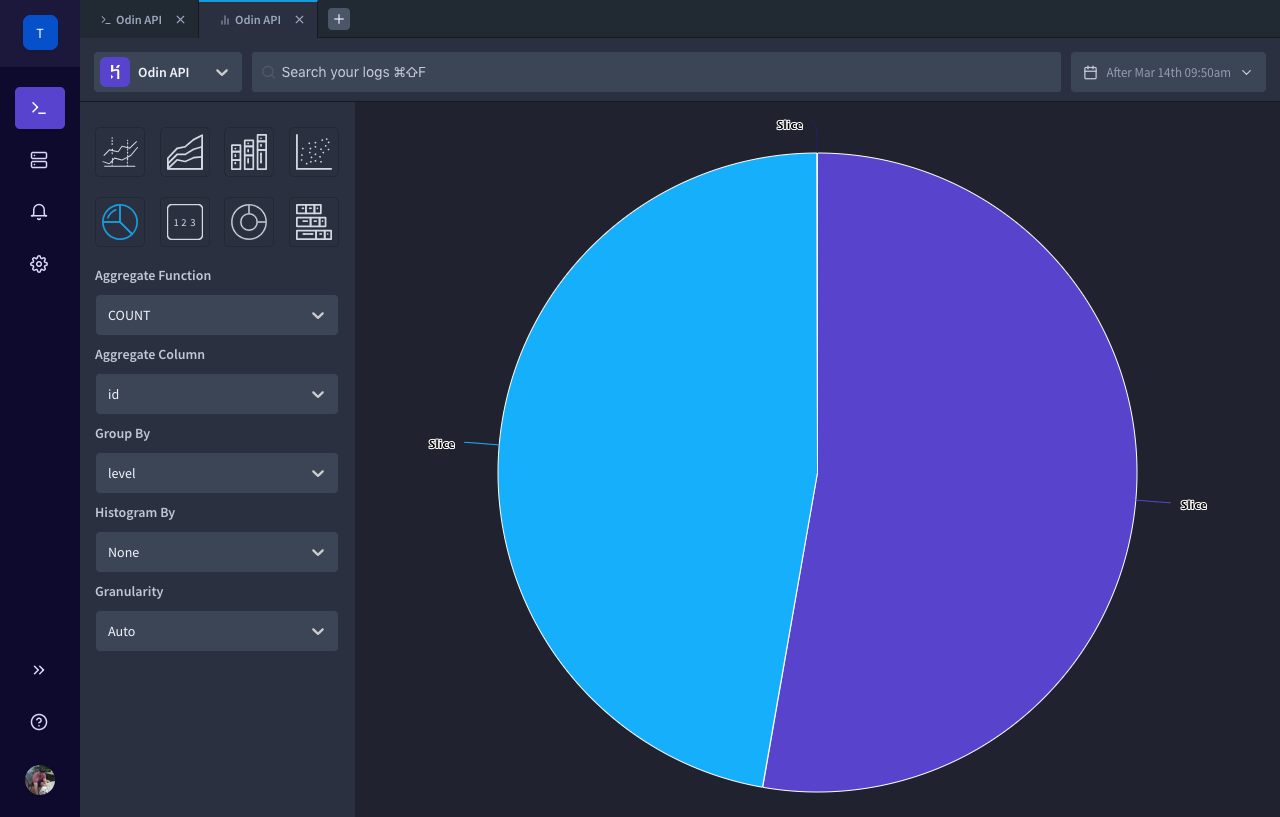 T
Odin API
Odin API
Odin API
Search your logs ⌘⇧F
After Mar 14th 09:50am
1 2 3
Aggregate Function
COUNT
Aggregate Column
id
Group By
level
Histogram By
None
Granularity
Auto
Slice
Slice
Slice